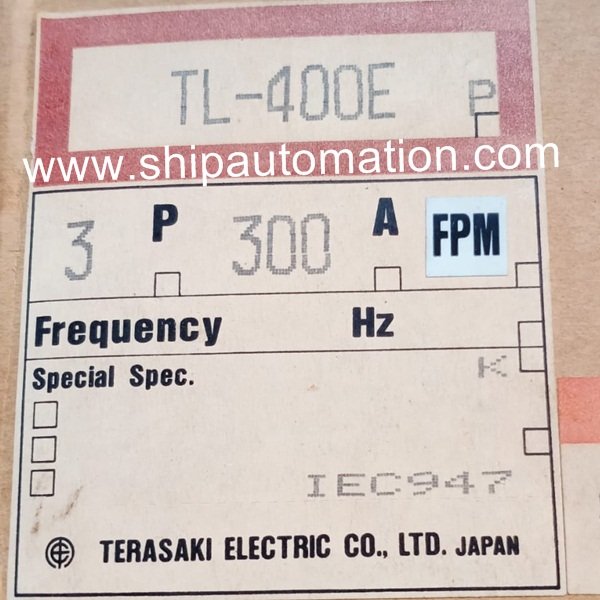 TL-400E P
www.shipautomation.com
3 P 300 A FPM
Frequency Hz
Special Spec. K
IEC947
TERASAKI ELECTRIC CO., LTD. JAPAN